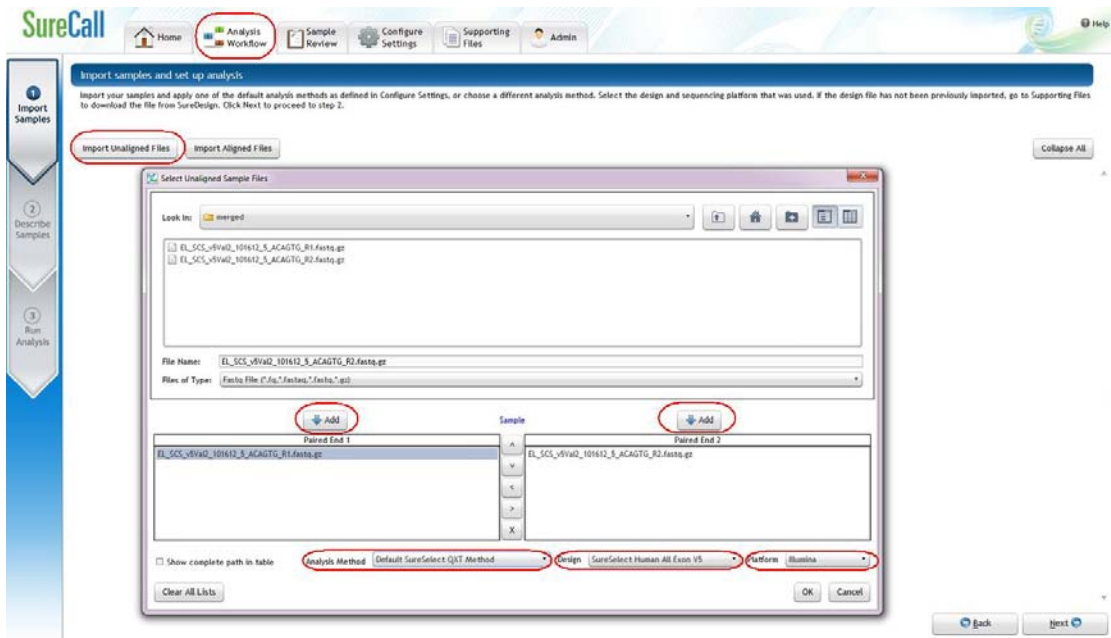 SureCall
Home
Analysis
Workflow
Sample
Review
Configure
Settings
Supporting
Files
Admin
Help
1
Import
Samples
2
Describe
Samples
3
Run
Analysis
Import samples and set up analysis
Import your samples and apply one of the default analysis methods as defined in Configure Settings, or choose a different analysis method. Select the design and sequencing platform that was used. If the design file has not been previously imported, go to Supporting Files
to download the file from SureDesign. Click Next to proceed to step 2.
Import Unaligned Files
Import Aligned Files
Collapse All
Select Unaligned Sample Files
Look In: merged
EL_SCS_v5Val2_101612_5_ACAGTG_R1.fastq.gz
EL_SCS_v5Val2_101612_5_ACAGTG_R2.fastq.gz
File Name: EL_SCS_v5Val2_101612_5_ACAGTG_R2.fastq.gz
Files of Type: Fastq File (*.fq,*.fastaq,*.fastq,*.gz)
Add
Sample
Add
Paired End 1
Paired End 2
EL_SCS_v5Val2_101612_5_ACAGTG_R1.fastq.gz
EL_SCS_v5Val2_101612_5_ACAGTG_R2.fastq.gz
^
v
<
>
X
Show complete path in table
Analysis Method Default SureSelect QXT Method
Design SureSelect Human All Exon V5
Platform Illumina
Clear All Lists
OK
Cancel
Back
Next